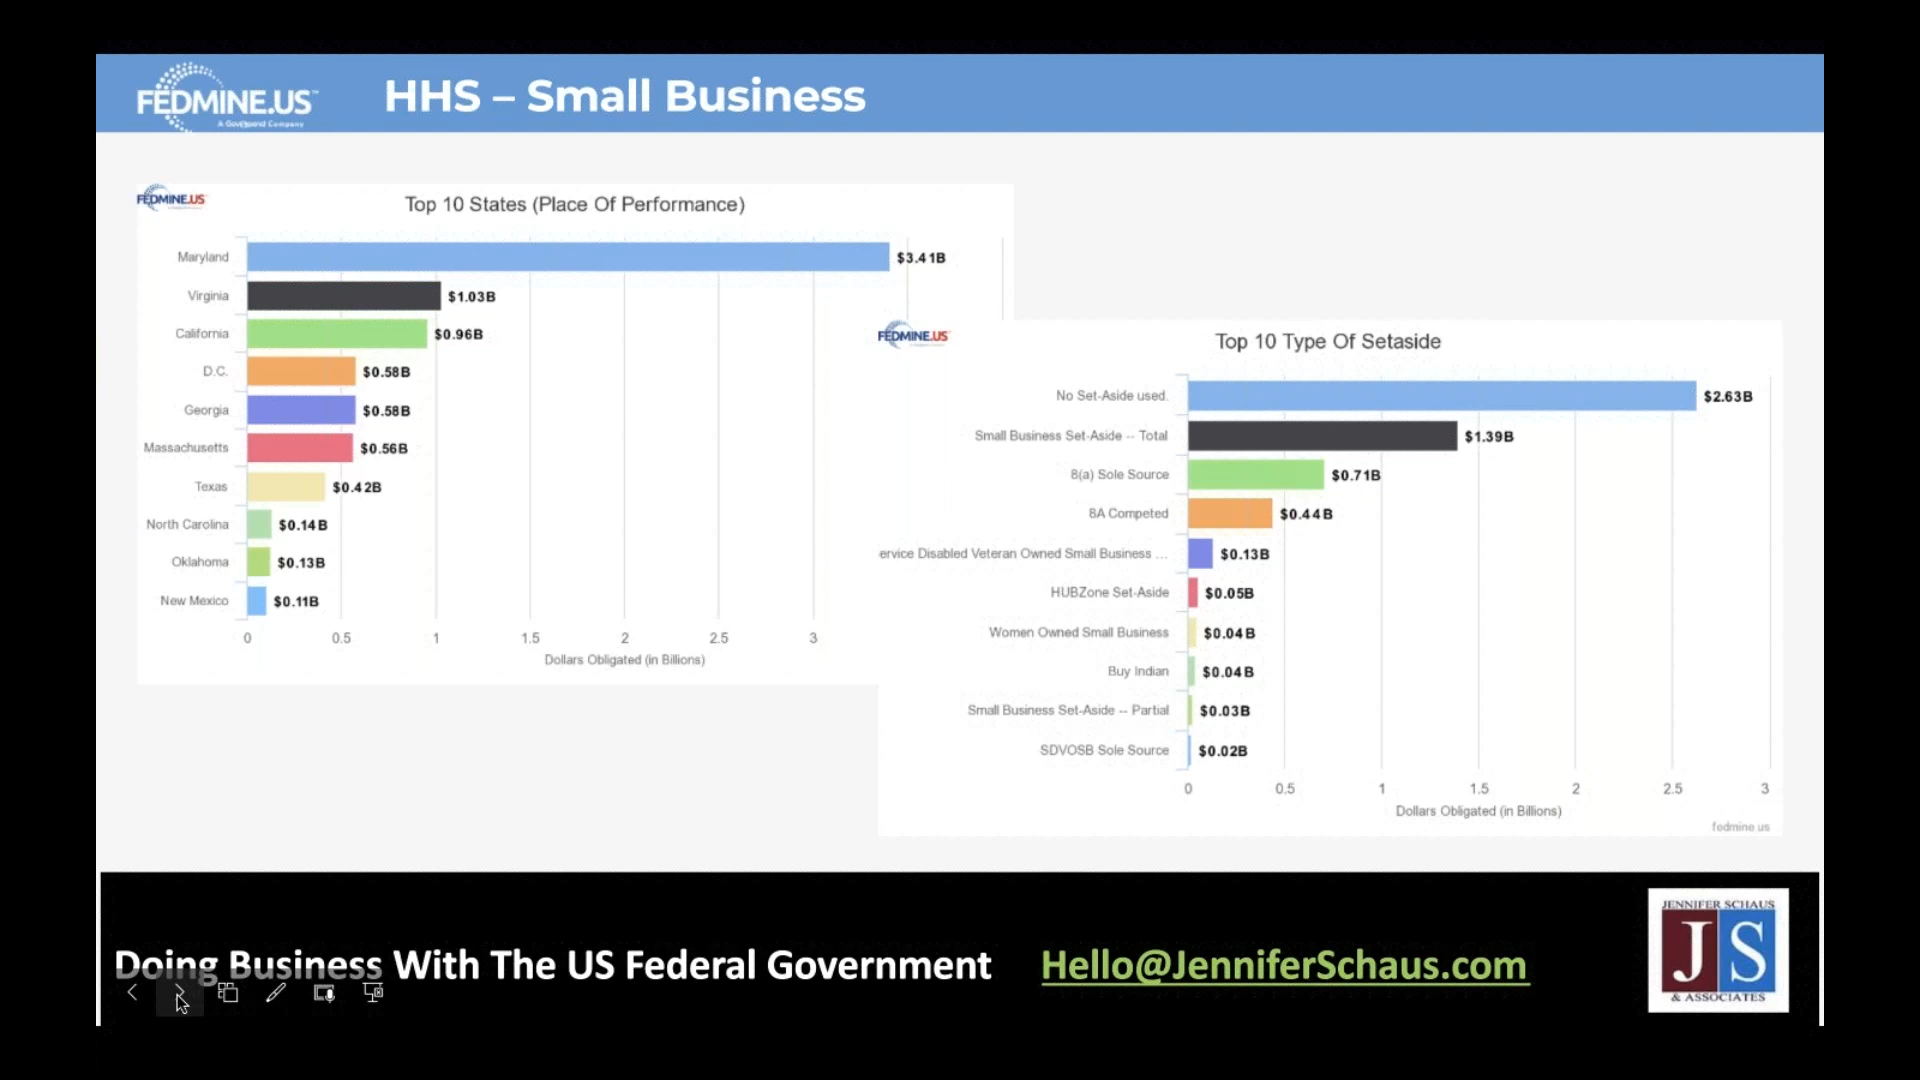 FEDMINE.US™
A GovSpend Company
HHS – Small Business
FEDMINE.US
Top 10 States (Place Of Performance)
Maryland $3.41B
Virginia $1.03B
California $0.96B
D.C. $0.58B
Georgia $0.58B
Massachusetts $0.56B
Texas $0.42B
North Carolina $0.14B
Oklahoma $0.13B
New Mexico $0.11B
0 0.5 1 1.5 2 2.5 3
Dollars Obligated (in Billions)
FEDMINE.US
Top 10 Type Of Setaside
No Set-Aside used. $2.63B
Small Business Set-Aside -- Total $1.39B
8(a) Sole Source $0.71B
8A Competed $0.44B
ervice Disabled Veteran Owned Small Business ... $0.13B
HUBZone Set-Aside $0.05B
Women Owned Small Business $0.04B
Buy Indian $0.04B
Small Business Set-Aside -- Partial $0.03B
SDVOSB Sole Source $0.02B
0 0.5 1 1.5 2 2.5 3
Dollars Obligated (in Billions)
fedmine.us
Doing Business With The US Federal Government
Hello@JenniferSchaus.com
JENNIFER SCHAUS
JS
& ASSOCIATES